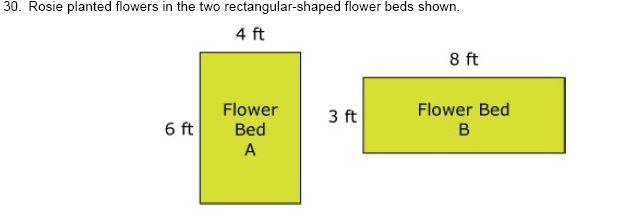 30. Rosie planted flowers in the two rectangular-shaped flower beds shown.
4 ft
8 ft
Flower
Bed
A
6 ft
3 ft
Flower Bed
B